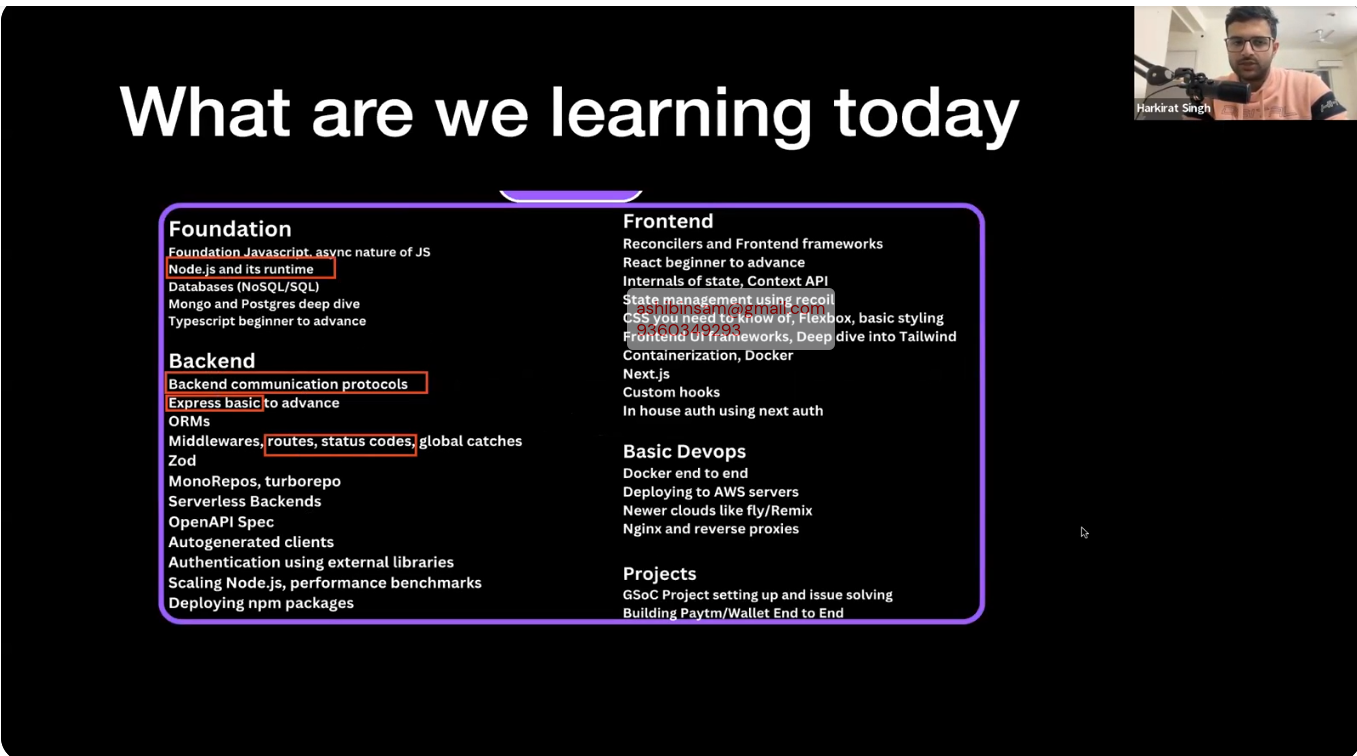 What are we learning today
Harkirat Singh
Foundation
Foundation Javascript, async nature of JS
Node.js and its runtime
Databases (NoSQL/SQL)
Mongo and Postgres deep dive
Typescript beginner to advance
Backend
Backend communication protocols
Express basic to advance
ORMs
Middlewares, routes, status codes, global catches
Zod
MonoRepos, turborepo
Serverless Backends
OpenAPI Spec
Autogenerated clients
Authentication using external libraries
Scaling Node.js, performance benchmarks
Deploying npm packages
Frontend
Reconcilers and Frontend frameworks
React beginner to advance
Internals of state, Context API
State management using recoil
ashibinsam@gmail.com
CSS you need to know of, Flexbox, basic styling
9360349293
Frontend UI frameworks, Deep dive into Tailwind
Containerization, Docker
Next.js
Custom hooks
In house auth using next auth
Basic Devops
Docker end to end
Deploying to AWS servers
Newer clouds like fly/Remix
Nginx and reverse proxies
Projects
GSoC Project setting up and issue solving
Building Paytm/Wallet End to End